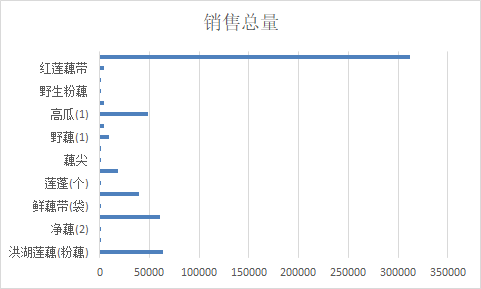 销售总量
红莲藕带
野生粉藕
高瓜(1)
野藕(1)
藕尖
莲蓬(个)
鲜藕带(袋)
净藕(2)
洪湖莲藕(粉藕)
0 50000 100000 150000 200000 250000 300000 350000